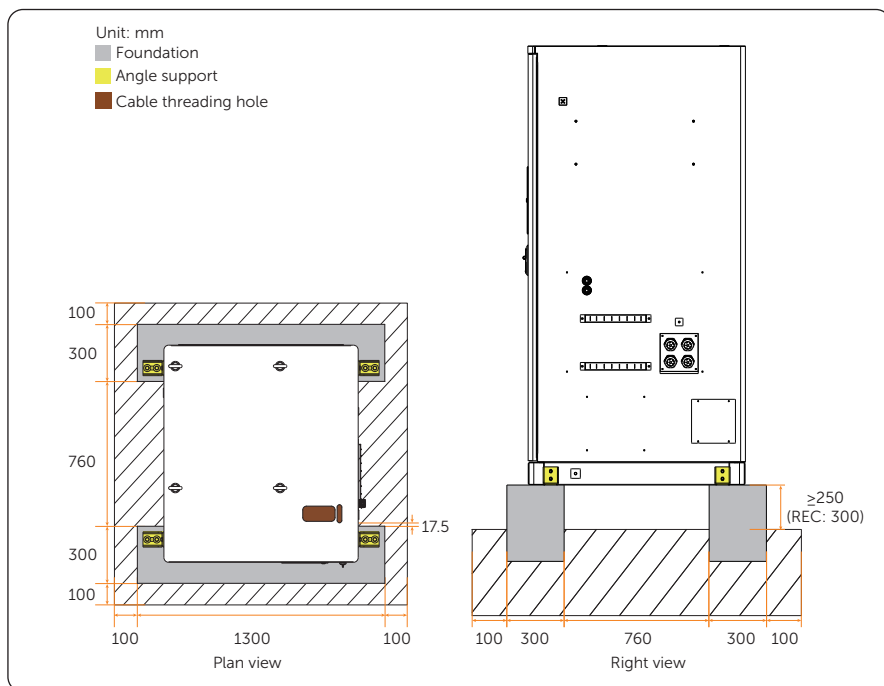 Unit: mm
Foundation
Angle support
Cable threading hole
100
300
760
300
100
17.5
100 1300 100
Plan view
≥250
(REC: 300)
100 300 760 300 100
Right view